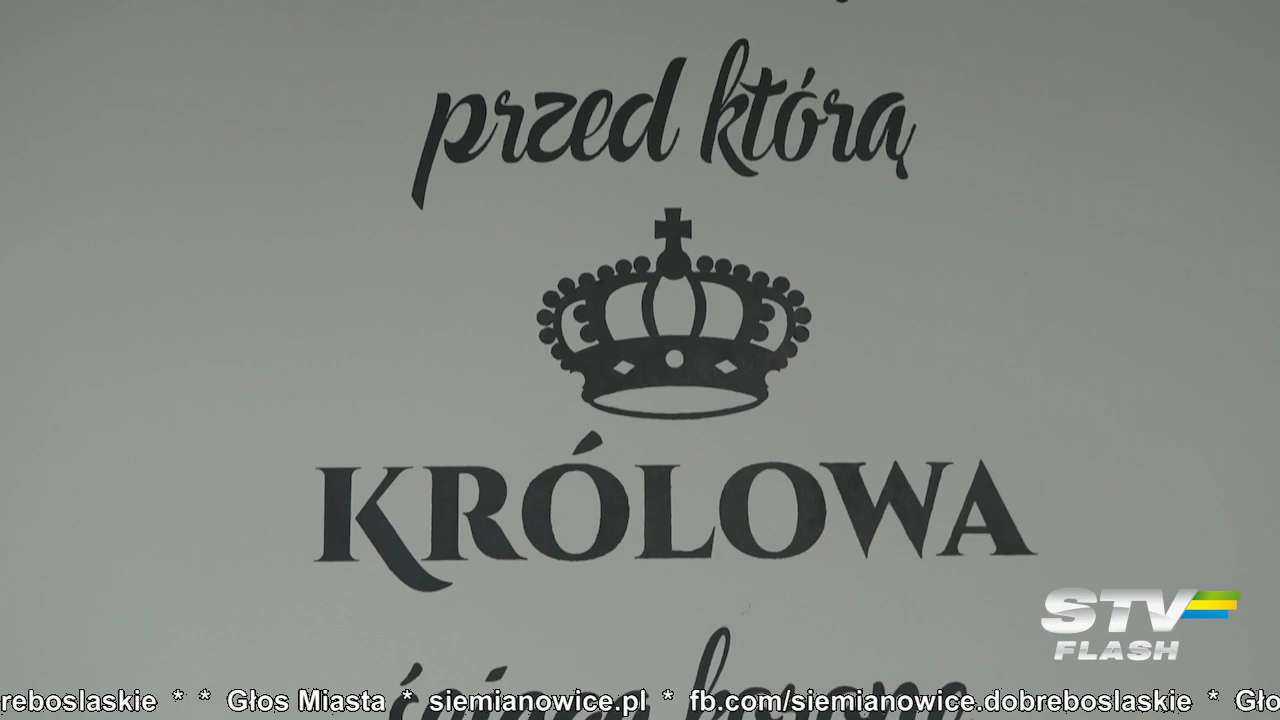 przed którą
KRÓLOWA
STV
FLASH
reboslaskie * * Głos Miasta * siemianowice.pl * fb.com/siemianowice.dobreboslaskie * Gło